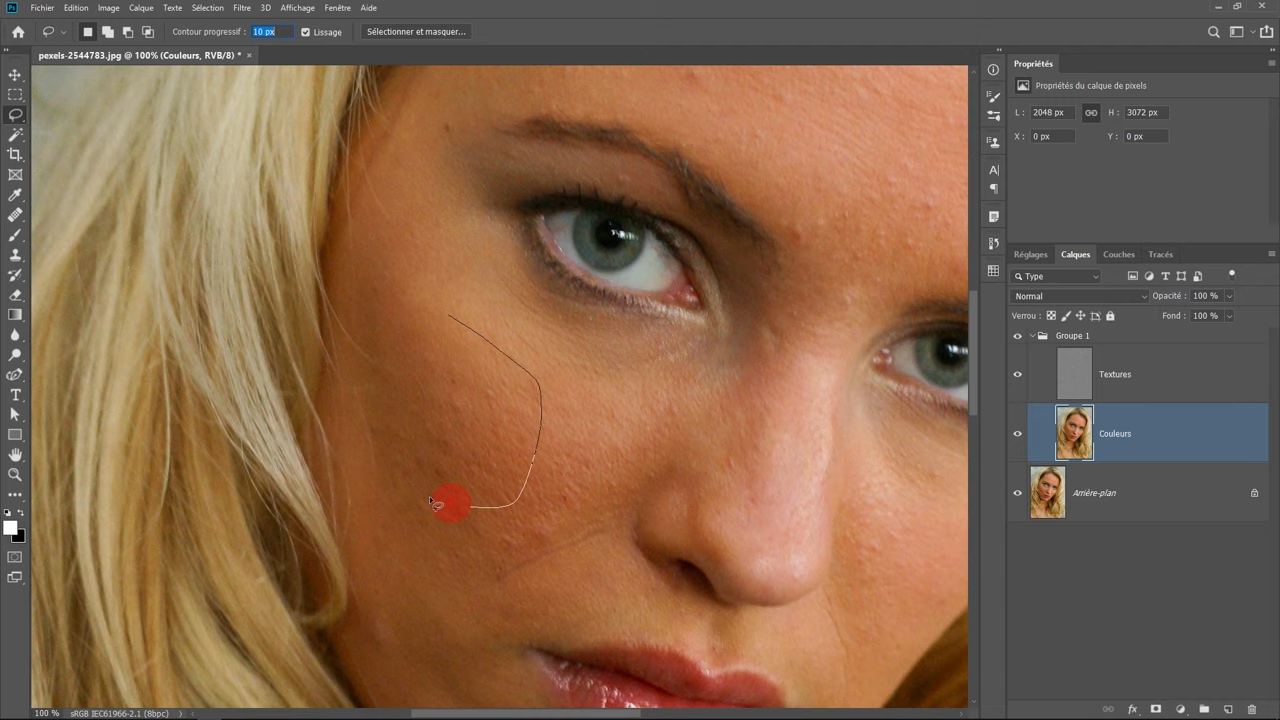 Ps Fichier Edition Image Calque Texte Sélection Filtre 3D Affichage Fenêtre Aide
Contour progressif : 10 px Lissage Sélectionner et masquer...
pexels-2544783.jpg @ 100% (Couleurs, RVB/8) * ×
Propriétés
Propriétés du calque de pixels
L : 2048 px H : 3072 px
X : 0 px Y : 0 px
Réglages Calques Couches Tracés
Type
Normal Opacité : 100 %
Verrou : Fond : 100 %
Groupe 1
Textures
Couleurs
Arrière-plan
100 % sRGB IEC61966-2.1 (8bpc)